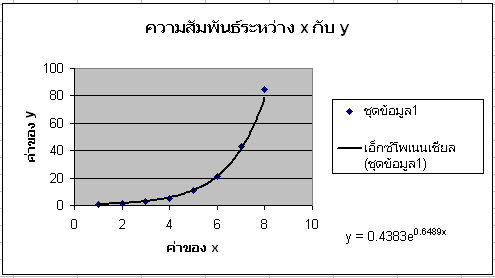 ความสัมพันธ์ระหว่าง x กับ y
ค่าของ y
100
80
60
40
20
0
0 2 4 6 8 10
ค่าของ x
ชุดข้อมูล1
เอ็กซ์โพเนนเชียล
(ชุดข้อมูล1)
y = 0.4383e^0.6489x